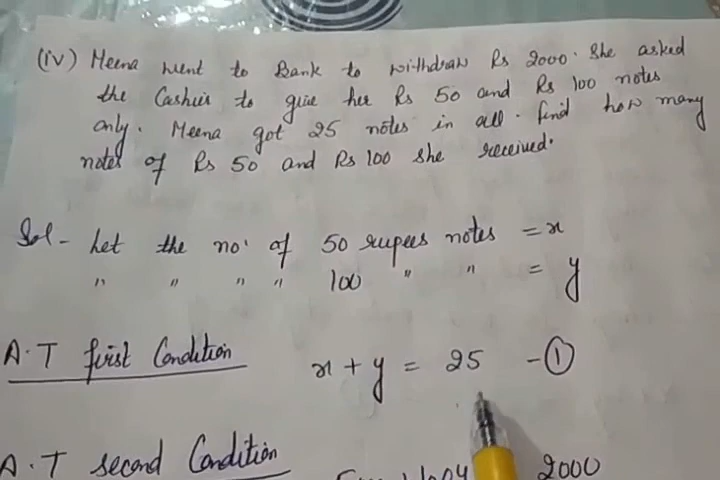 (iv) Meena went to Bank to withdraw Rs 2000. She asked
the Cashier to give her Rs 50 and Rs 100 notes
only. Meena got 25 notes in all. find how many
notes of Rs 50 and Rs 100 she received.
Sol - Let the no. of 50 rupees notes = x
" " " " 100 " " = y
A.T first Condition x + y = 25 - ①
A.T second Condition 2000